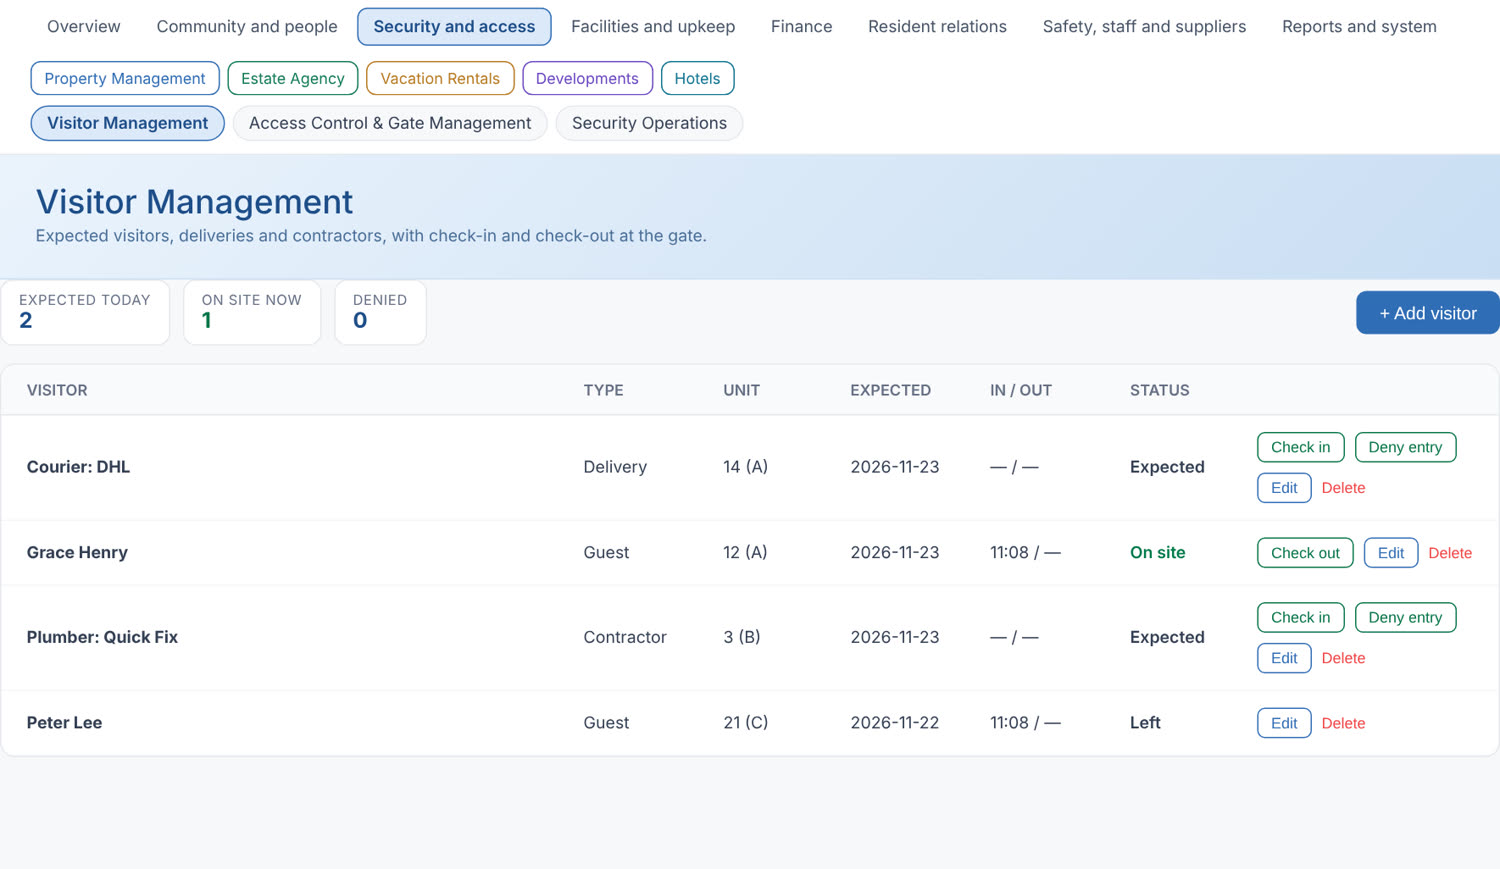 Overview Community and people Security and access Facilities and upkeep Finance Resident relations Safety, staff and suppliers Reports and system
Property Management Estate Agency Vacation Rentals Developments Hotels
Visitor Management Access Control & Gate Management Security Operations
Visitor Management
Expected visitors, deliveries and contractors, with check-in and check-out at the gate.
EXPECTED TODAY ON SITE NOW DENIED
2 1 0
+ Add visitor
VISITOR TYPE UNIT EXPECTED IN / OUT STATUS
Courier: DHL Delivery 14 (A) 2026-11-23 — / — Expected Check in Deny entry
Edit Delete
Grace Henry Guest 12 (A) 2026-11-23 11:08 / — On site Check out Edit Delete
Plumber: Quick Fix Contractor 3 (B) 2026-11-23 — / — Expected Check in Deny entry
Edit Delete
Peter Lee Guest 21 (C) 2026-11-22 11:08 / — Left Edit Delete